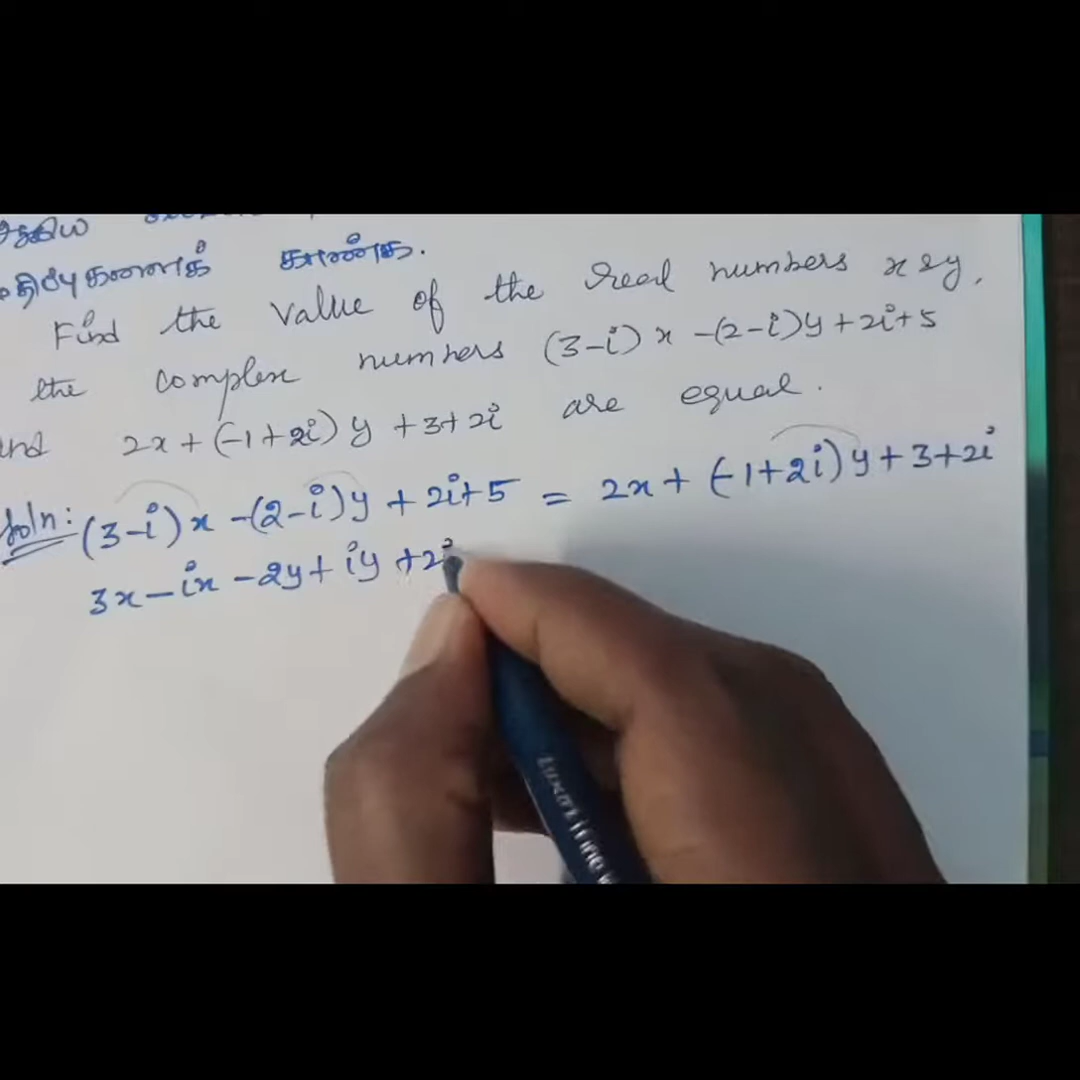 காண்க.
Find the value of the real numbers x & y,
the complex numbers (3-i)x -(2-i)y+2i+5
and 2x+(-1+2i)y+3+2i are equal.
Soln: (3-i)x -(2-i)y + 2i+5 = 2x+(-1+2i)y+3+2i
3x-ix-2y+iy+2i